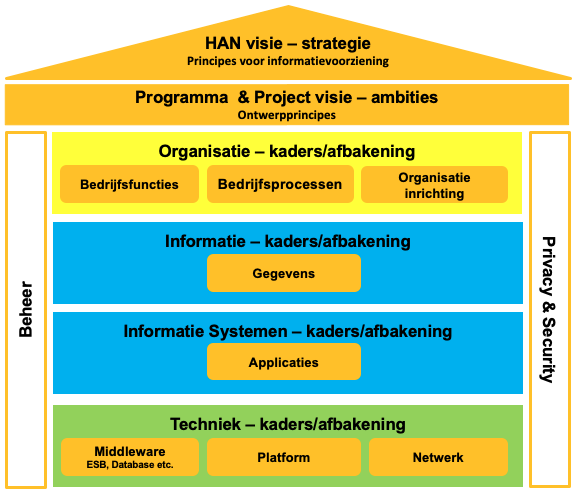 HAN visie – strategie
Principes voor informatievoorziening
Programma & Project visie – ambities
Ontwerpprincipes
Beheer
Organisatie – kaders/afbakening
Bedrijfsfuncties
Bedrijfsprocessen
Organisatie
inrichting
Informatie – kaders/afbakening
Gegevens
Informatie Systemen – kaders/afbakening
Applicaties
Techniek – kaders/afbakening
Middleware
ESB, Database etc.
Platform
Netwerk
Privacy & Security